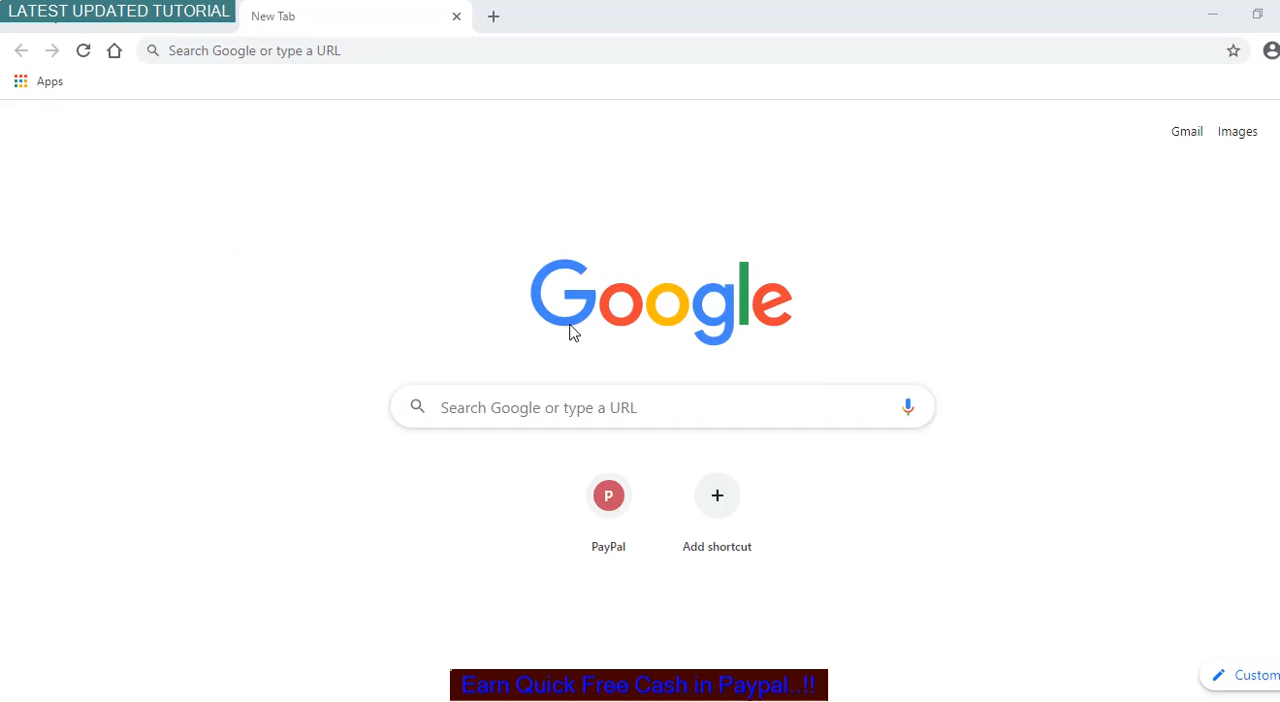 LATEST UPDATED TUTORIAL
New Tab
Search Google or type a URL
Apps
Gmail Images
Google
Search Google or type a URL
P
PayPal Add shortcut
Custom
Earn Quick Free Cash in Paypal..!!